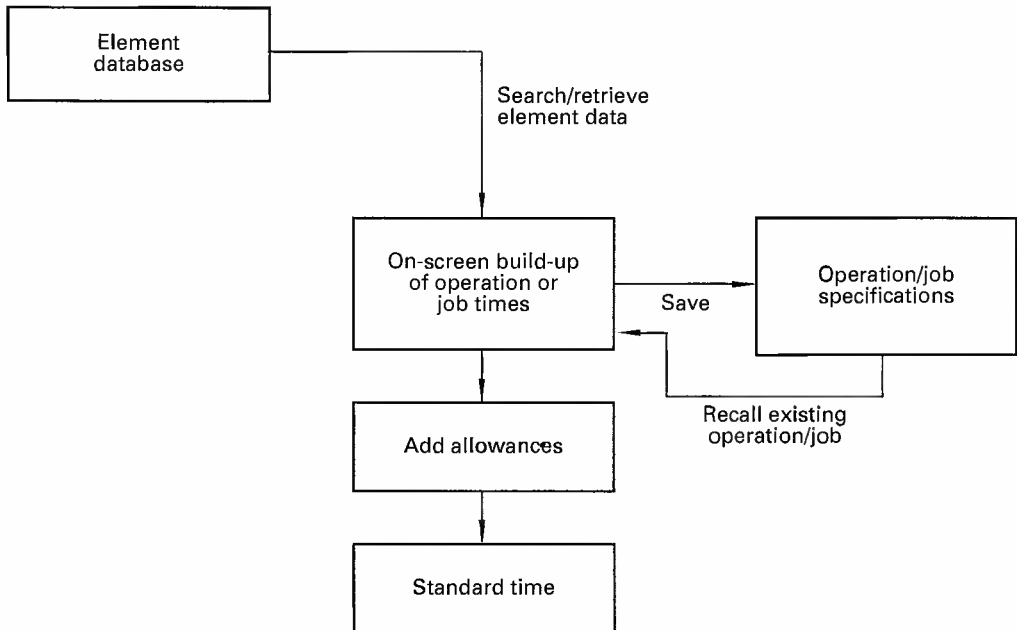 Element
database
Search/retrieve
element data
On-screen build-up
of operation or
job times
Save
Operation/job
specifications
Recall existing
operation/job
Add allowances
Standard time